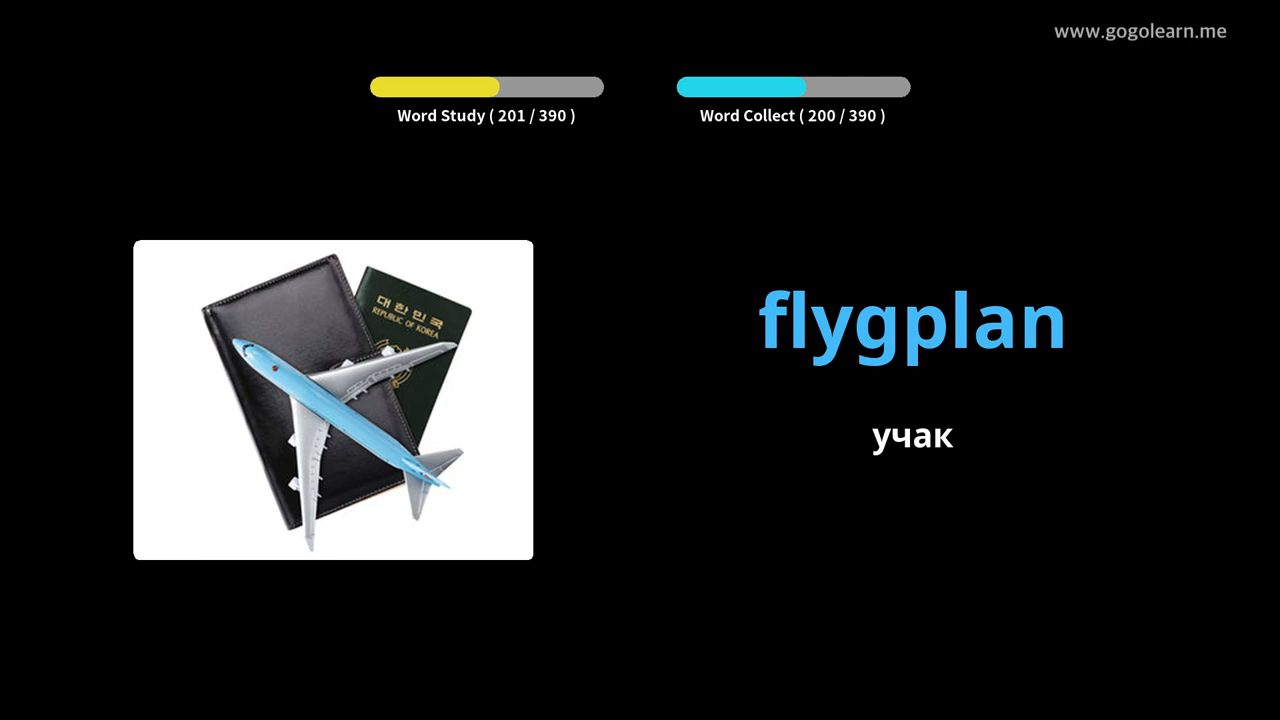 www.gogolearn.me
Word Study ( 201 / 390 )
Word Collect ( 200 / 390 )
대한민국
REPUBLIC OF KOREA
flygplan
учак